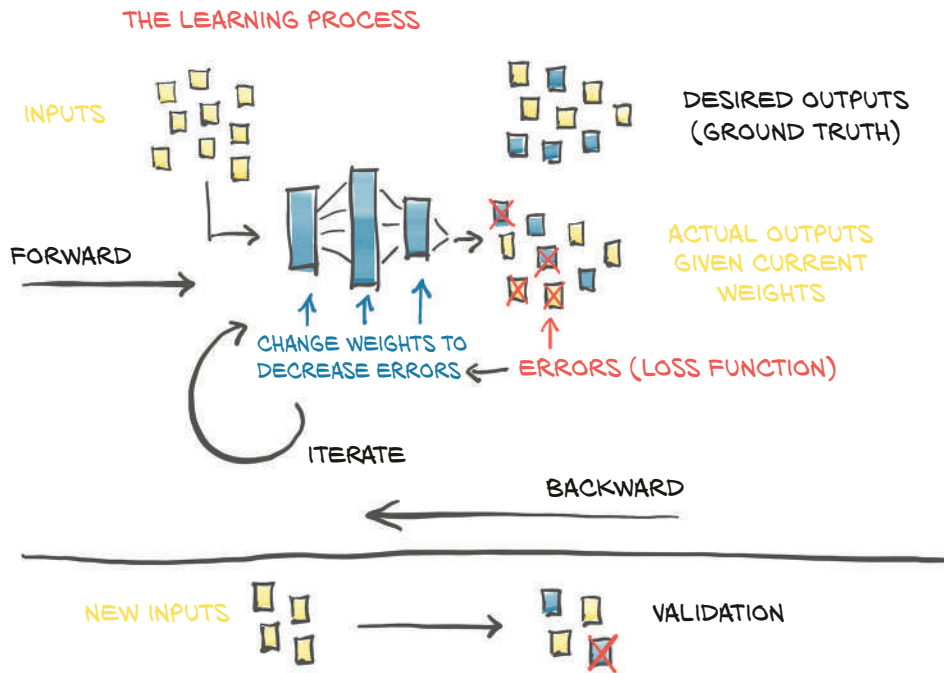 THE LEARNING PROCESS
INPUTS
DESIRED OUTPUTS
(GROUND TRUTH)
FORWARD
ACTUAL OUTPUTS
GIVEN CURRENT
WEIGHTS
CHANGE WEIGHTS TO
DECREASE ERRORS
ERRORS (LOSS FUNCTION)
ITERATE
BACKWARD
NEW INPUTS
VALIDATION